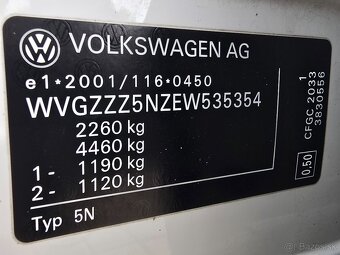 VOLKSWAGEN AG
e1*2001/116*0450
WVGZZZ5NZEW535354
2260 kg
4460 kg
1- 1190 kg
2- 1120 kg
Typ 5N
1
CFGC 2033
3830556
0,50